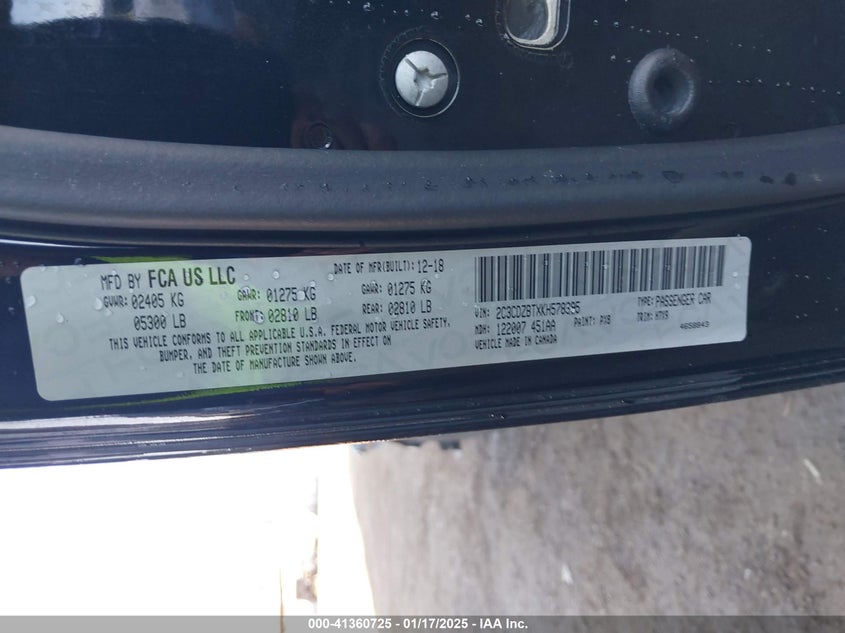 MFD BY FCA US LLC
DATE OF MFR(BUILT): 12-18
GVWR: 02405 KG
GAWR: 01275 KG
GAWR: 01275 KG
05300 LB
FRONT: 02810 LB
REAR: 02810 LB
THIS VEHICLE CONFORMS TO ALL APPLICABLE U.S.A. FEDERAL MOTOR VEHICLE SAFETY,
BUMPER, AND THEFT PREVENTION STANDARDS IN EFFECT ON
THE DATE OF MANUFACTURE SHOWN ABOVE.
VIN: 2C3CDZBTXKH578396
TYPE: PASSENGER CAR
MDH: 122007 451AA
PAINT: PX8
TRIM: H7X9
VEHICLE MADE IN CANADA
4658843
000-41360725 - 01/17/2025 - IAA Inc.